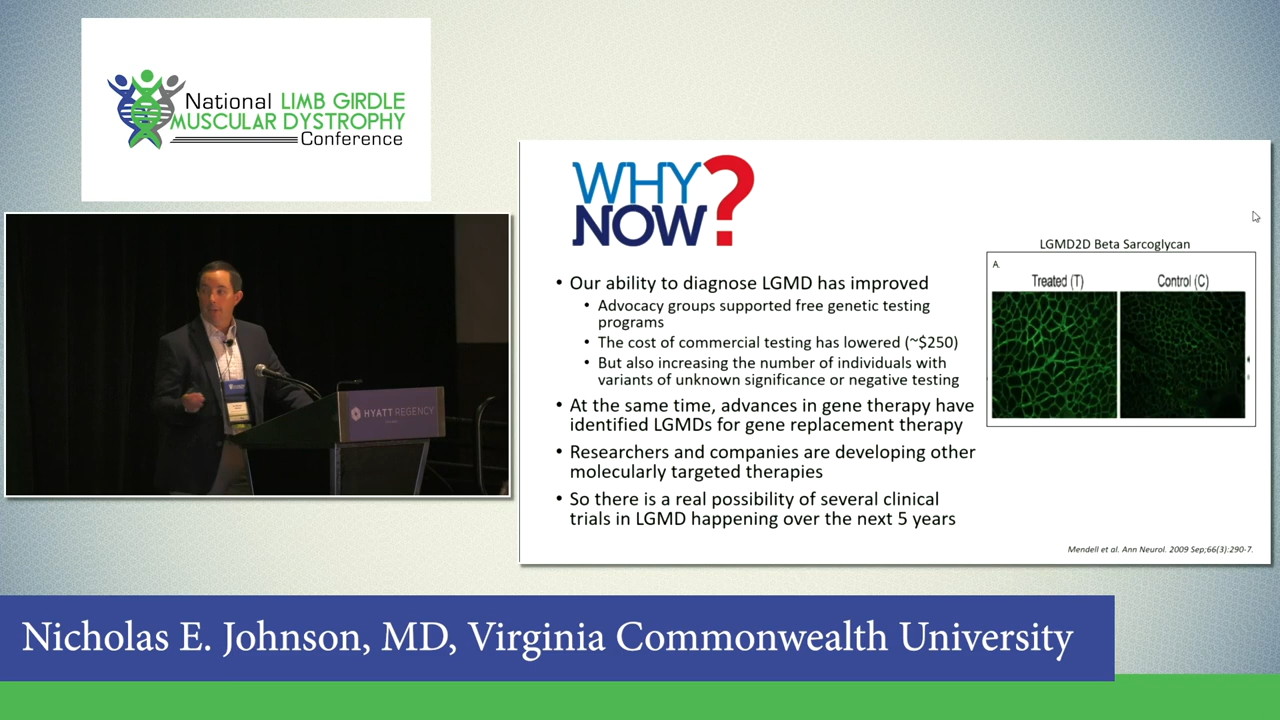 National LIMB GIRDLE
MUSCULAR DYSTROPHY
Conference
HYATT REGENCY
WHY
NOW?
• Our ability to diagnose LGMD has improved
• Advocacy groups supported free genetic testing
programs
• The cost of commercial testing has lowered (~$250)
• But also increasing the number of individuals with
variants of unknown significance or negative testing
• At the same time, advances in gene therapy have
identified LGMDs for gene replacement therapy
• Researchers and companies are developing other
molecularly targeted therapies
• So there is a real possibility of several clinical
trials in LGMD happening over the next 5 years
LGMD2D Beta Sarcoglycan
A.
Treated (T)
Control (C)
Mendell et al. Ann Neurol. 2009 Sep;66(3):290-7.
Nicholas E. Johnson, MD, Virginia Commonwealth University